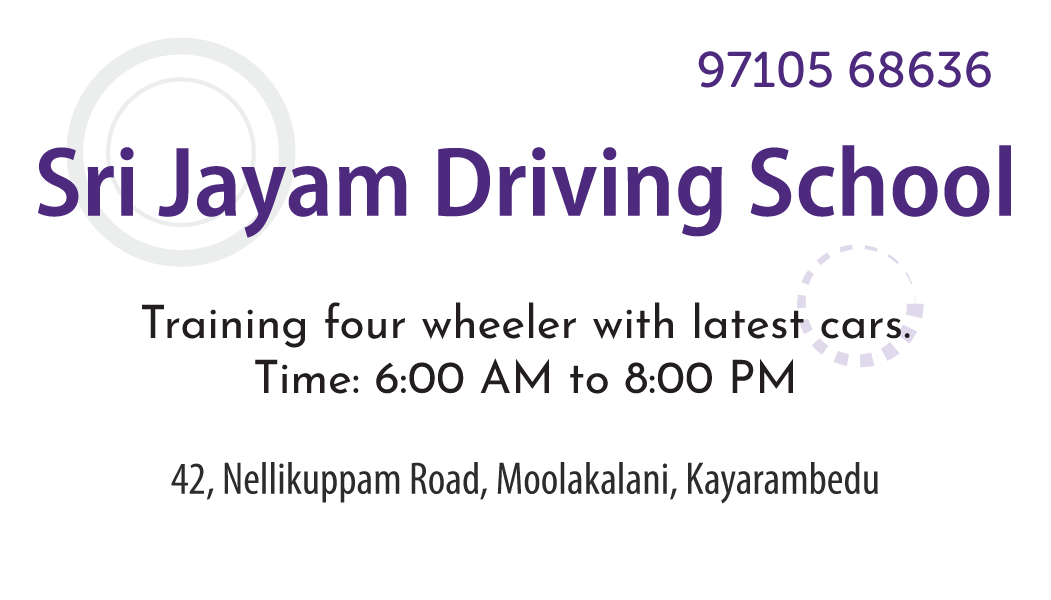 97105 68636
Sri Jayam Driving School
Training four wheeler with latest cars.
Time: 6:00 AM to 8:00 PM
42, Nellikuppam Road, Moolakalani, Kayarambedu